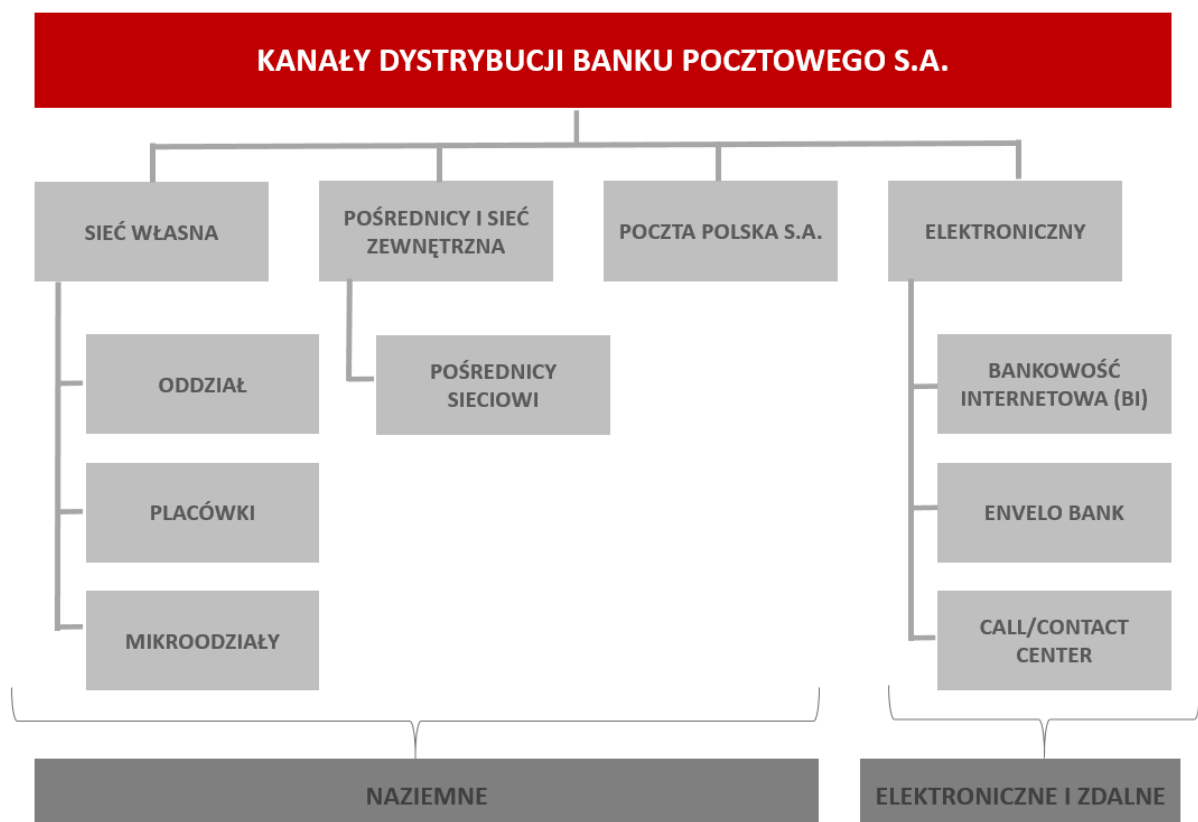 KANAŁY DYSTRYBUCJI BANKU POCZTOWEGO S.A.
SIEĆ WŁASNA
POŚREDNICY I SIEĆ
ZEWNĘTRZNA
POCZTA POLSKA S.A.
ELEKTRONICZNY
ODDZIAŁ
PLACÓWKI
MIKROODZIAŁY
POŚREDNICY
SIECIOWI
BANKOWOŚĆ
INTERNETOWA (BI)
ENVELO BANK
CALL/CONTACT
CENTER
NAZIEMNE
ELEKTRONICZNE I ZDALNE